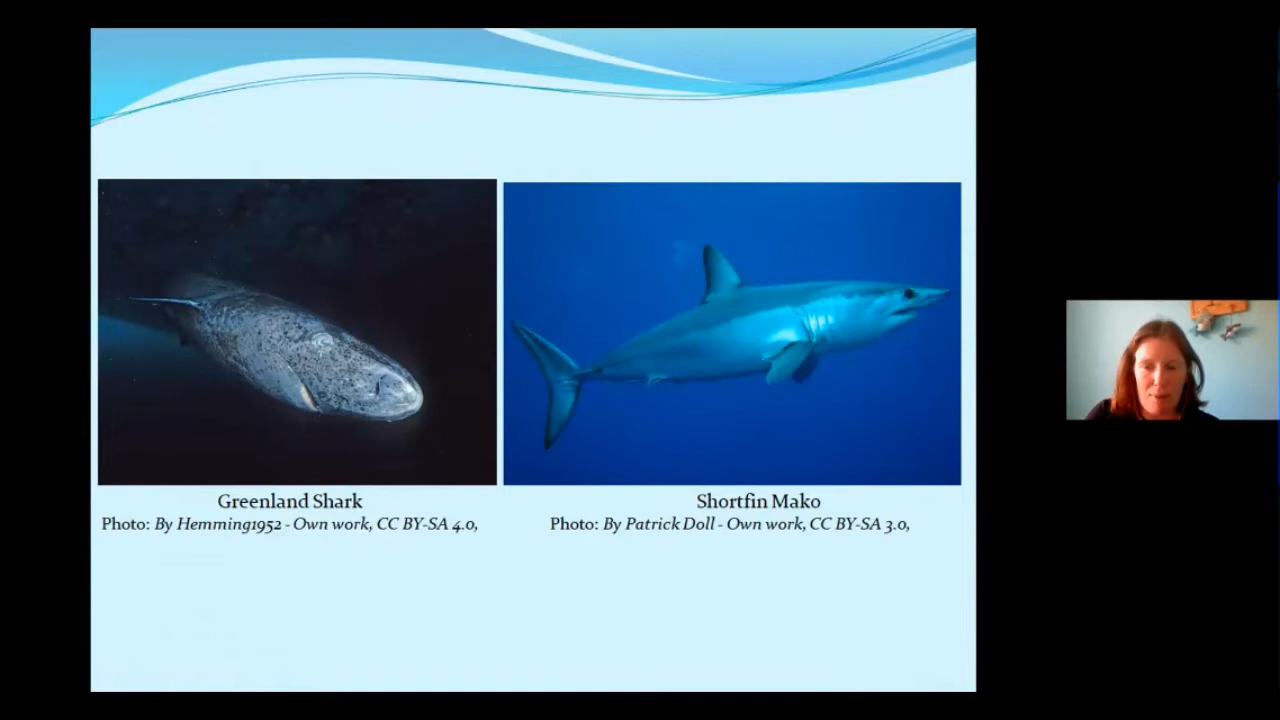 Greenland Shark
Photo: By Hemming1952 - Own work, CC BY-SA 4.0,
Shortfin Mako
Photo: By Patrick Doll - Own work, CC BY-SA 3.0,